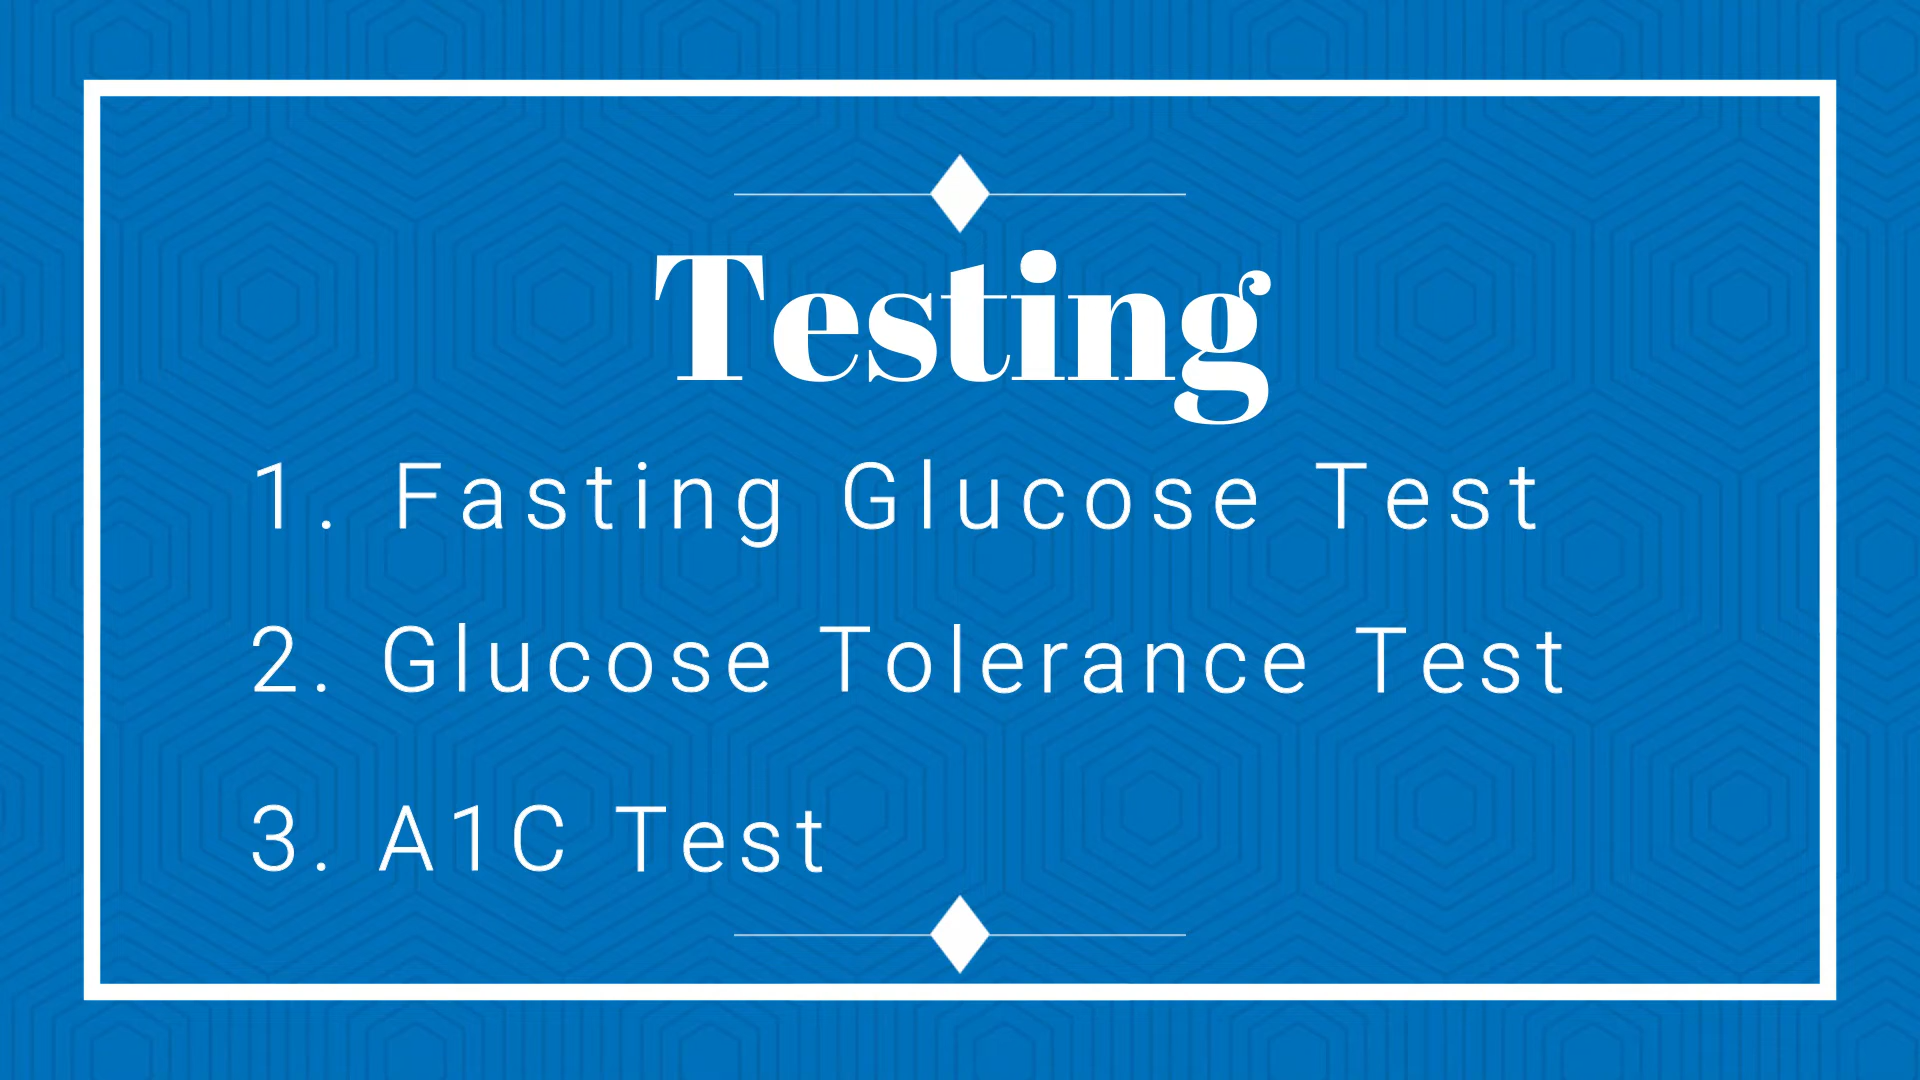 Testing
1. Fasting Glucose Test
2. Glucose Tolerance Test
3. A1C Test